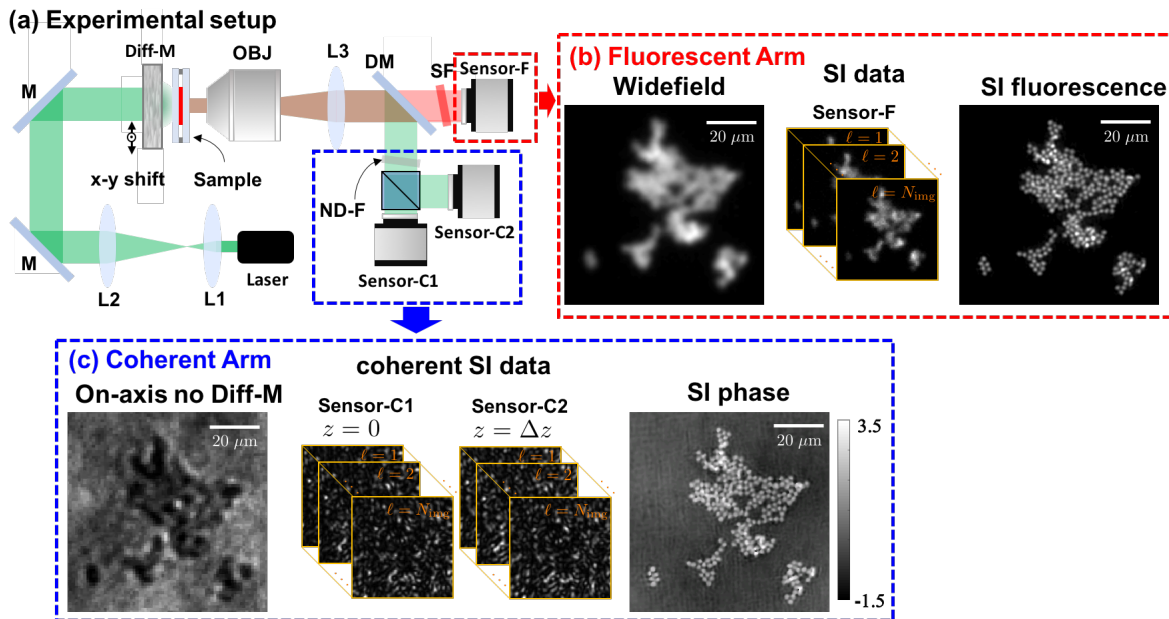 (a) Experimental setup
Diff-M
OBJ
L3
DM
SF
Sensor-F
M
x-y shift
Sample
ND-F
Sensor-C2
Sensor-C1
M
L2
L1
Laser
(b) Fluorescent Arm
Widefield
SI data
SI fluorescence
20 μm
Sensor-F
ℓ = 1
ℓ = 2
ℓ = Nimg
20 μm
(c) Coherent Arm
On-axis no Diff-M
coherent SI data
SI phase
20 μm
Sensor-C1
z = 0
ℓ = 1
ℓ = 2
ℓ = Nimg
Sensor-C2
z = Δz
ℓ = 1
ℓ = 2
ℓ = Nimg
20 μm
3.5
-1.5